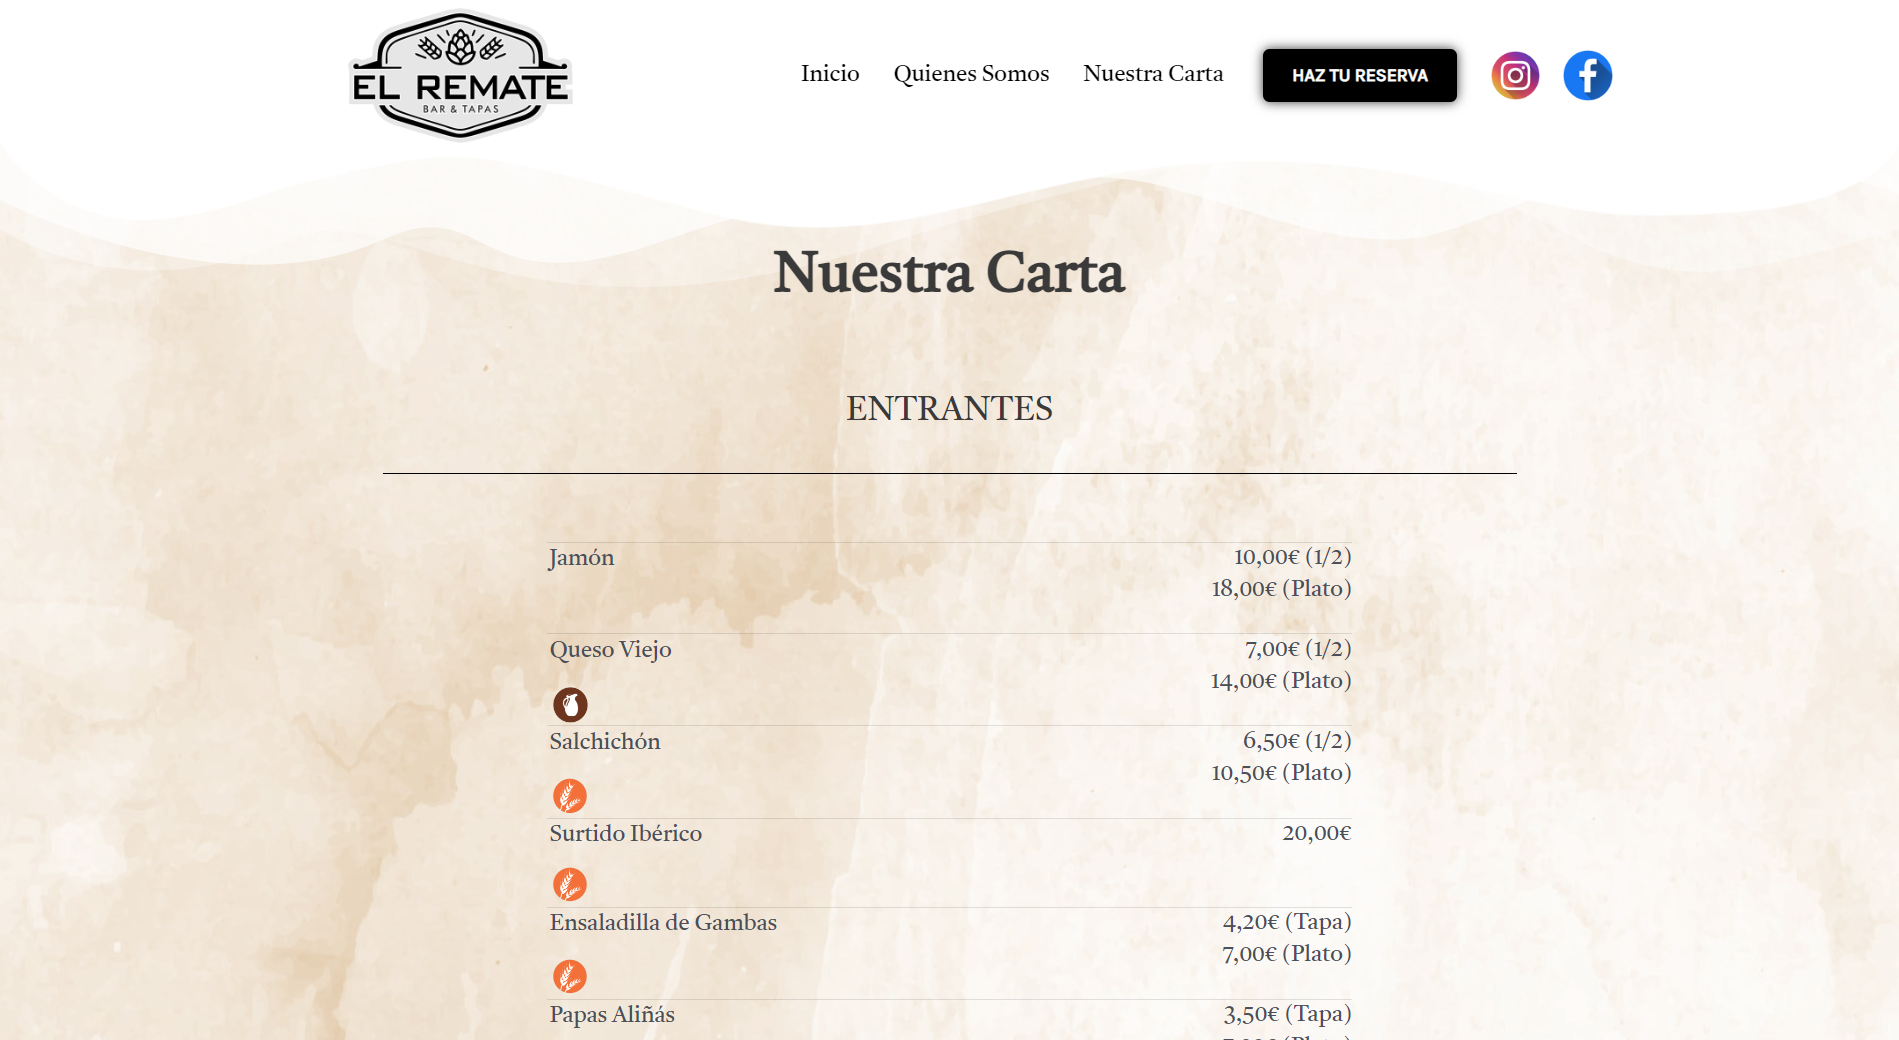 EL REMATE
BAR & TAPAS
Inicio
Quienes Somos
Nuestra Carta
HAZ TU RESERVA
Nuestra Carta
ENTRANTES
Jamón
10,00€ (1/2)
18,00€ (Plato)
Queso Viejo
7,00€ (1/2)
14,00€ (Plato)
Salchichón
6,50€ (1/2)
10,50€ (Plato)
Surtido Ibérico
20,00€
Ensaladilla de Gambas
4,20€ (Tapa)
7,00€ (Plato)
Papas Aliñás
3,50€ (Tapa)